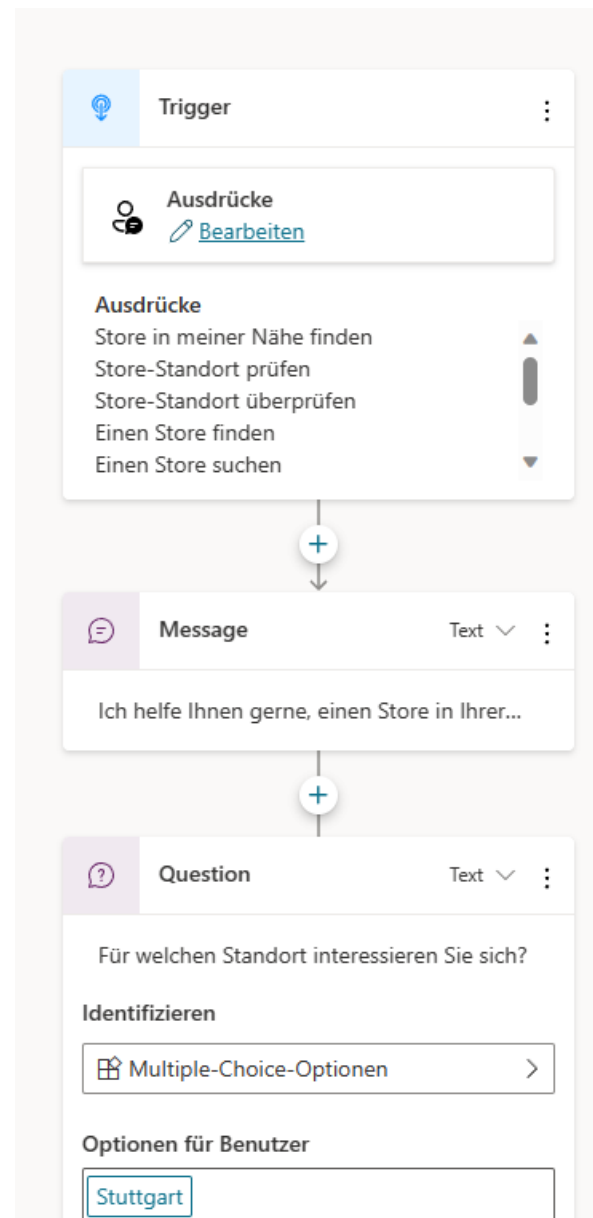 Trigger
Ausdrücke
Bearbeiten
Ausdrücke
Store in meiner Nähe finden
Store-Standort prüfen
Store-Standort überprüfen
Einen Store finden
Einen Store suchen
Message Text
Ich helfe Ihnen gerne, einen Store in Ihrer...
Question Text
Für welchen Standort interessieren Sie sich?
Identifizieren
Multiple-Choice-Optionen
Optionen für Benutzer
Stuttgart